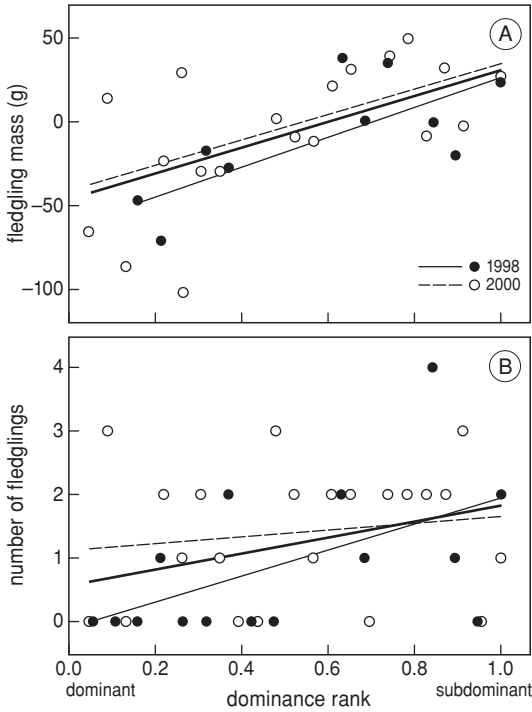 A
fledgling mass (g)
50
0
−50
−100
1998
2000
B
number of fledglings
4
3
2
1
0
0.0 0.2 0.4 0.6 0.8 1.0
dominant dominance rank subdominant